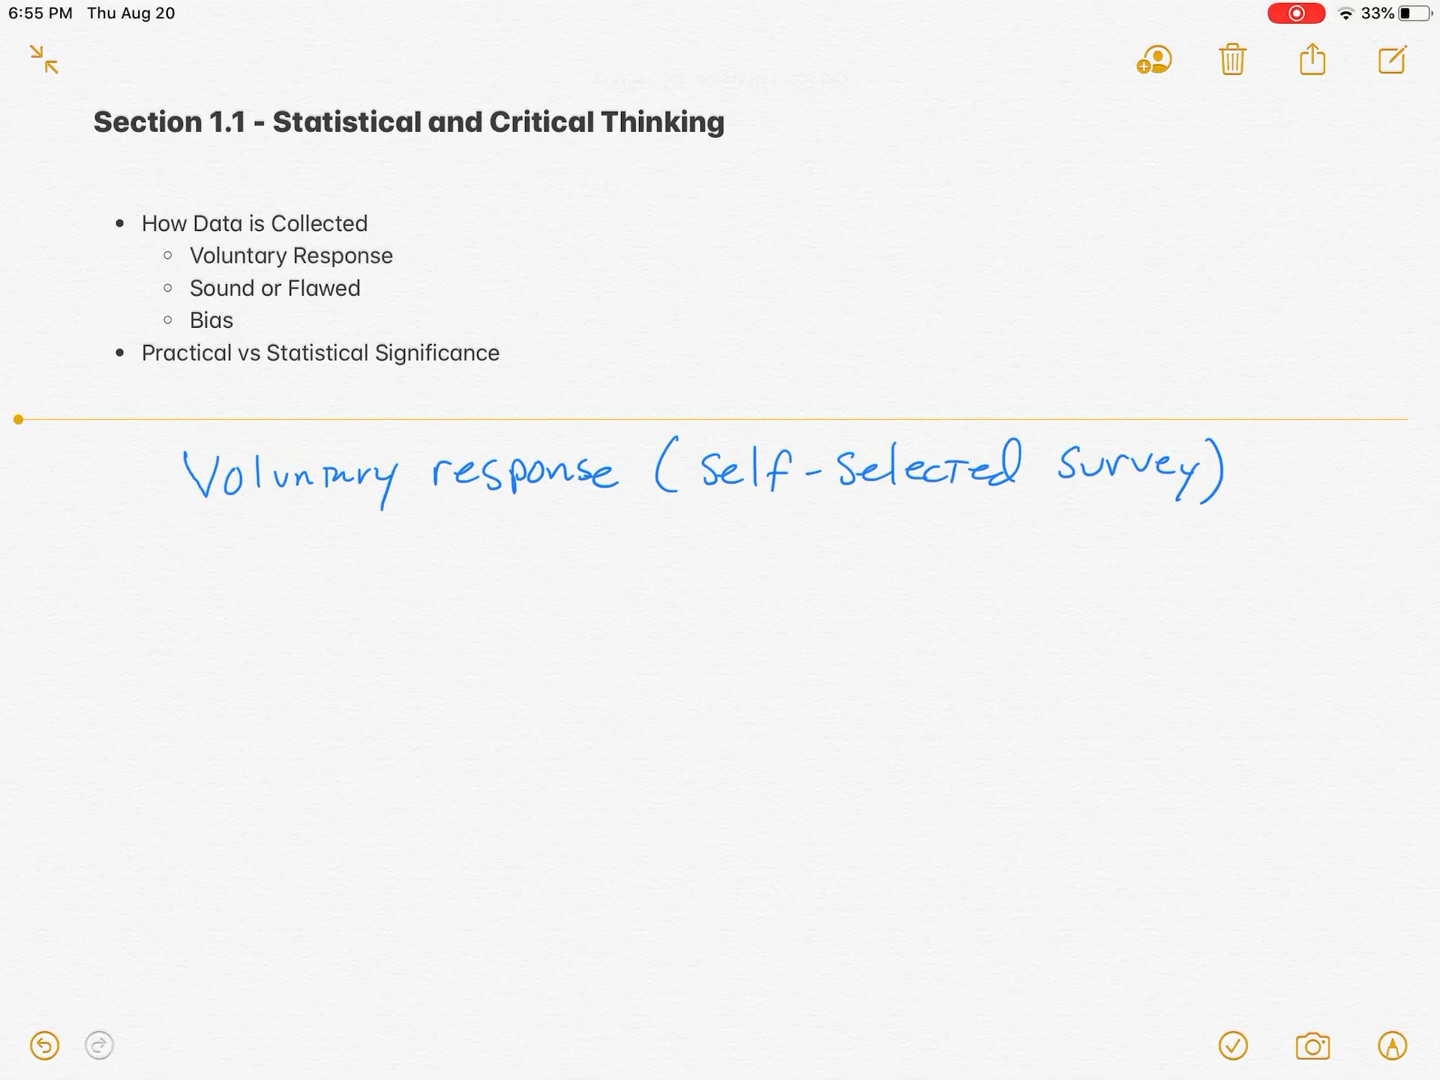 6:55 PM Thu Aug 20 33%
Section 1.1 - Statistical and Critical Thinking
• How Data is Collected
◦ Voluntary Response
◦ Sound or Flawed
◦ Bias
• Practical vs Statistical Significance
Voluntary response (self-selected survey)